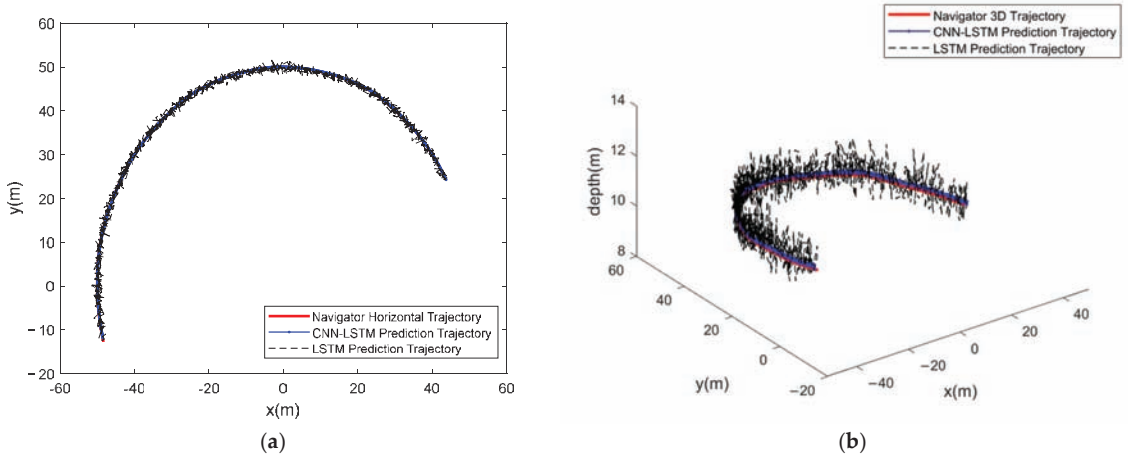 60
50
40
30
20
10
0
−10
−20
y(m)
−60
−40
−20
0
20
40
60
x(m)
Navigator Horizontal Trajectory
CNN-LSTM Prediction Trajectory
LSTM Prediction Trajectory
(a)
Navigator 3D Trajectory
CNN-LSTM Prediction Trajectory
LSTM Prediction Trajectory
14
12
10
8
depth(m)
60
40
20
0
−20
y(m)
−40
−20
0
20
40
x(m)
(b)